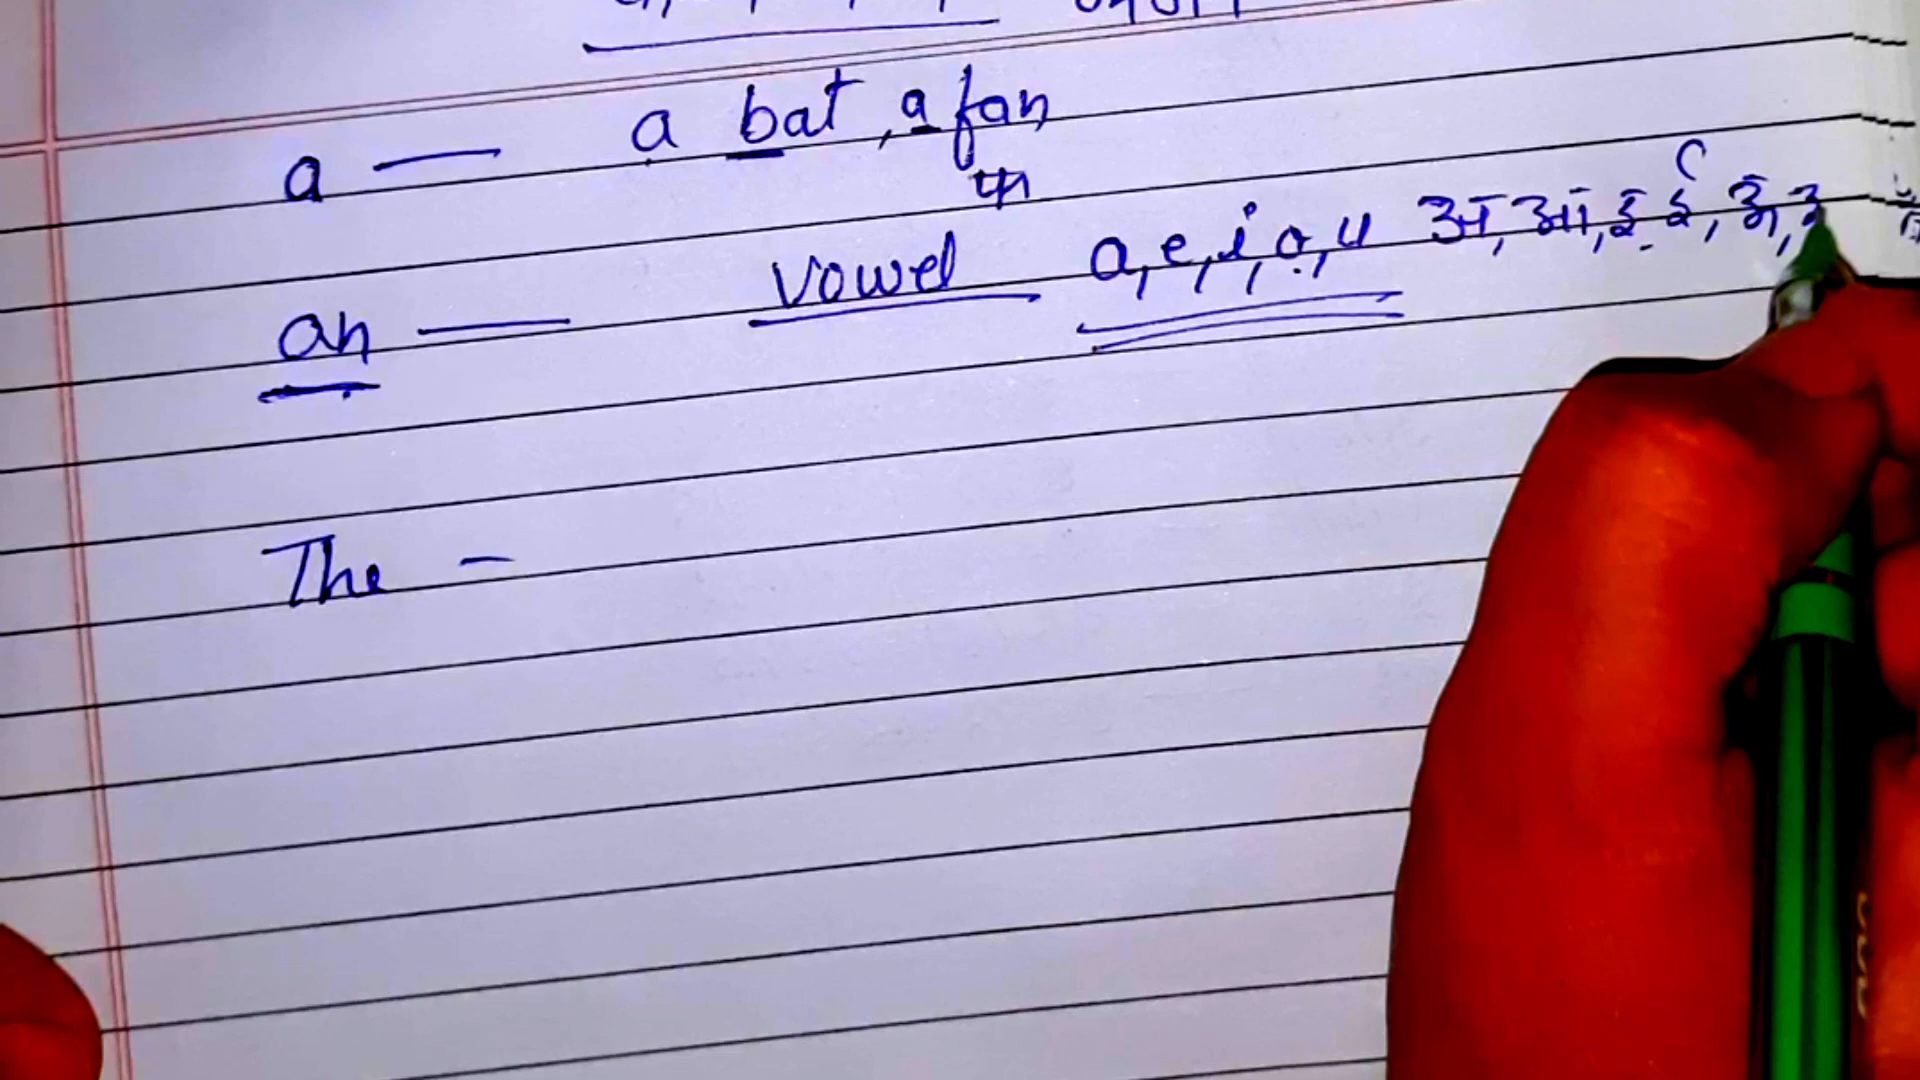 a — a bat, a fan
फ
an — vowel a, e, i, o, u अ, आ, इ, ई, उ, उ
The -